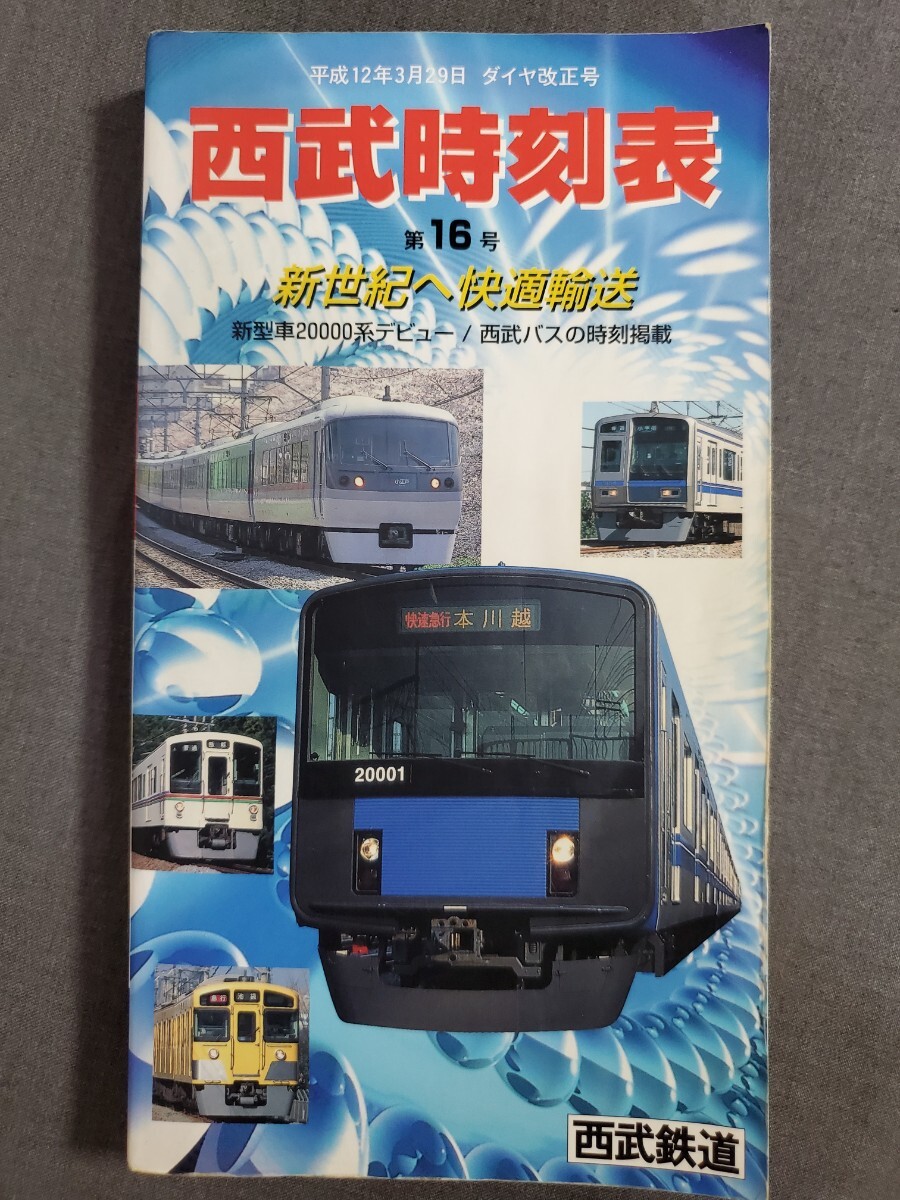 平成12年3月29日 ダイヤ改正号
西武時刻表
第16号
新世紀へ快適輸送
新型車20000系デビュー / 西武バスの時刻掲載
快速急行 本川越
20001
急行
西武鉄道